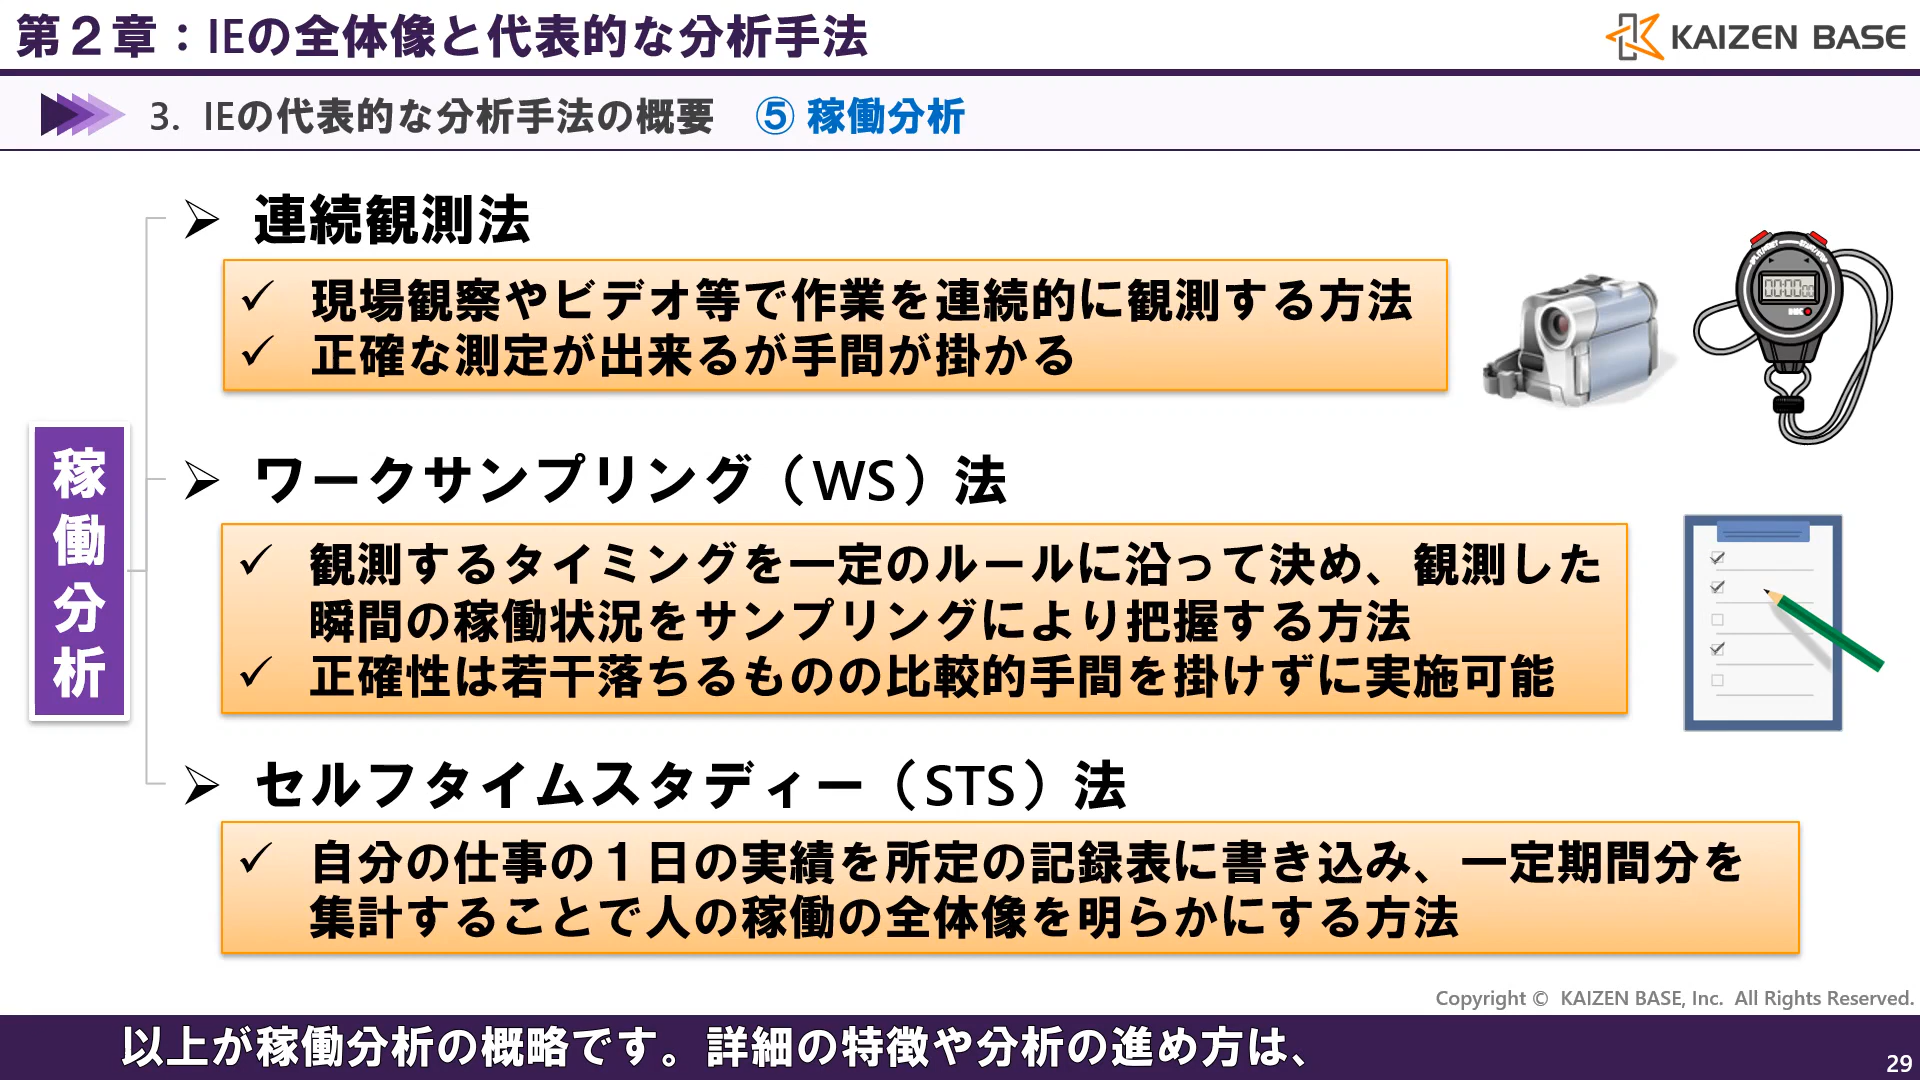 第２章：IEの全体像と代表的な分析手法
KAIZEN BASE
3. IEの代表的な分析手法の概要　⑤ 稼働分析
稼働分析
➢ 連続観測法
✓ 現場観察やビデオ等で作業を連続的に観測する方法
✓ 正確な測定が出来るが手間が掛かる
➢ ワークサンプリング（WS）法
✓ 観測するタイミングを一定のルールに沿って決め、観測した
瞬間の稼働状況をサンプリングにより把握する方法
✓ 正確性は若干落ちるものの比較的手間を掛けずに実施可能
➢ セルフタイムスタディー（STS）法
✓ 自分の仕事の１日の実績を所定の記録表に書き込み、一定期間分を
集計することで人の稼働の全体像を明らかにする方法
00:00:00
Copyright © KAIZEN BASE, Inc. All Rights Reserved.
以上が稼働分析の概略です。詳細の特徴や分析の進め方は、
29